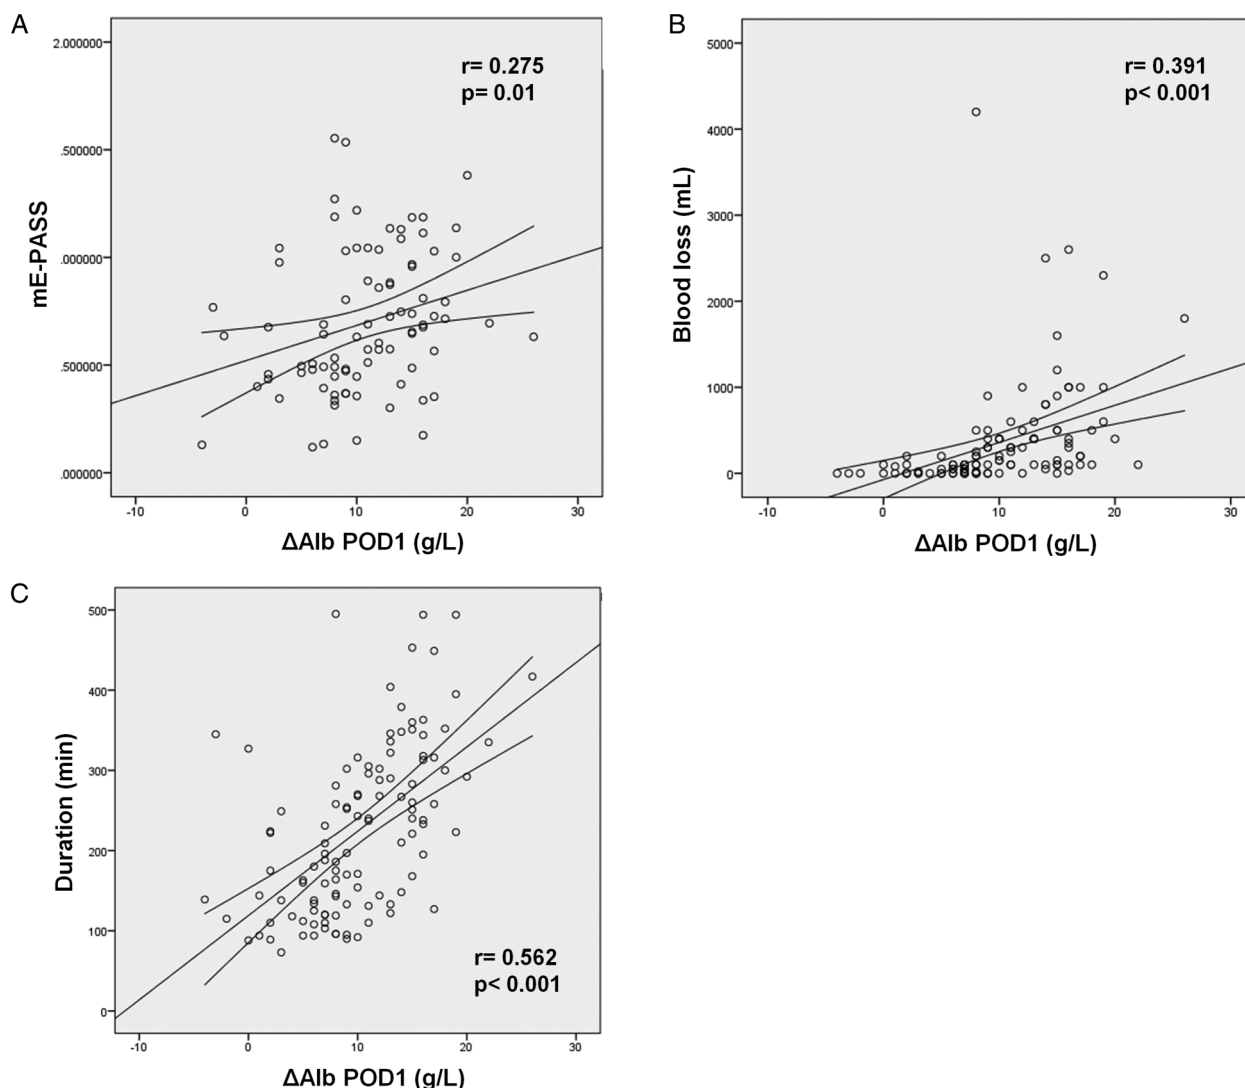 A
2.000000
.500000
.000000
.500000
.000000
mE-PASS
r= 0.275
p= 0.01
-10 0 10 20 30
ΔAlb POD1 (g/L)
B
5000
4000
3000
2000
1000
0
Blood loss (mL)
r= 0.391
p< 0.001
-10 0 10 20 30
ΔAlb POD1 (g/L)
C
500
400
300
200
100
0
Duration (min)
r= 0.562
p< 0.001
-10 0 10 20 30
ΔAlb POD1 (g/L)